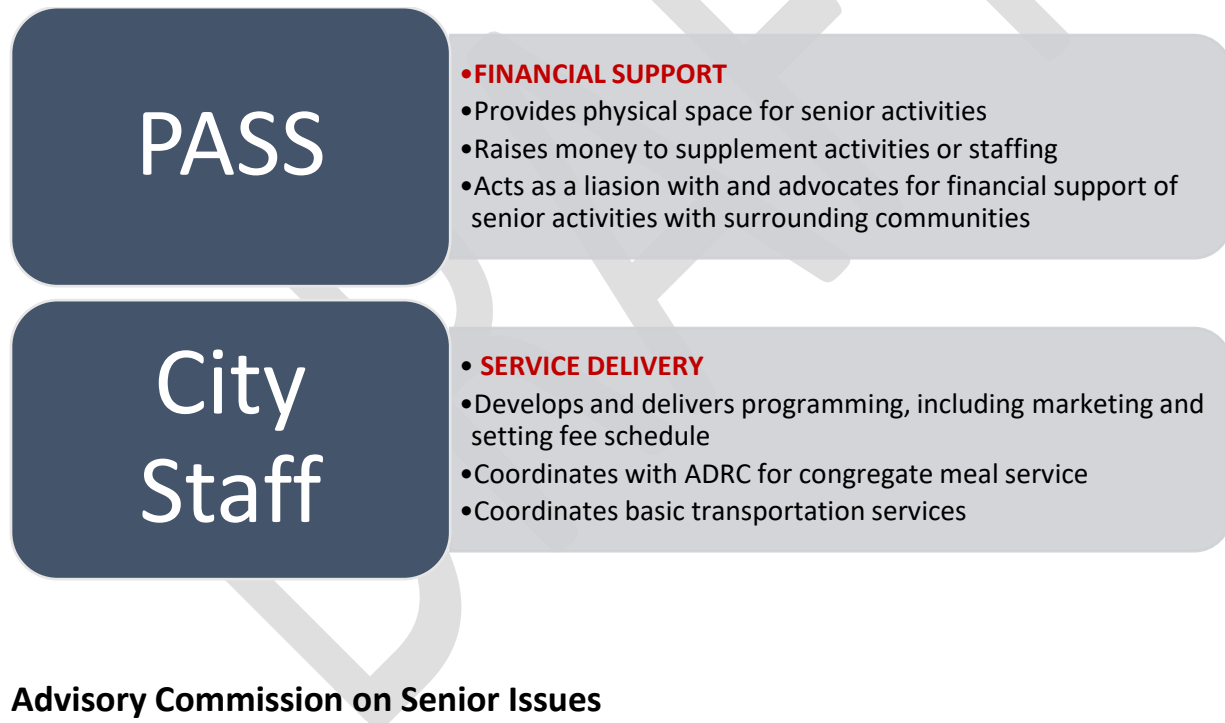 PASS
•FINANCIAL SUPPORT
•Provides physical space for senior activities
•Raises money to supplement activities or staffing
•Acts as a liasion with and advocates for financial support of
senior activities with surrounding communities
City
Staff
• SERVICE DELIVERY
•Develops and delivers programming, including marketing and
setting fee schedule
•Coordinates with ADRC for congregate meal service
•Coordinates basic transportation services
Advisory Commission on Senior Issues